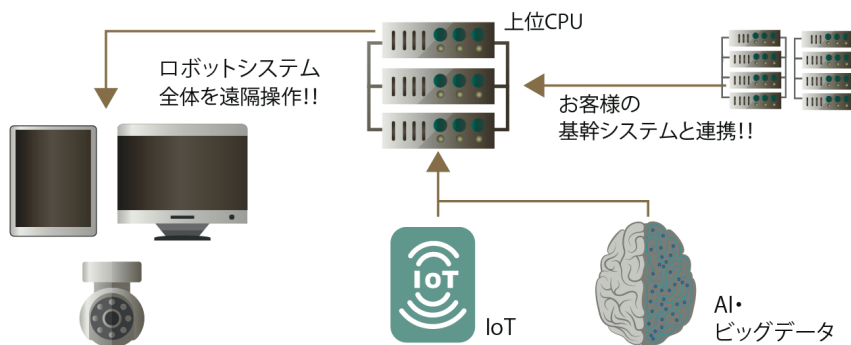 上位CPU
ロボットシステム
全体を遠隔操作!!
お客様の
基幹システムと連携!!
IoT
IoT
AI・
ビッグデータ